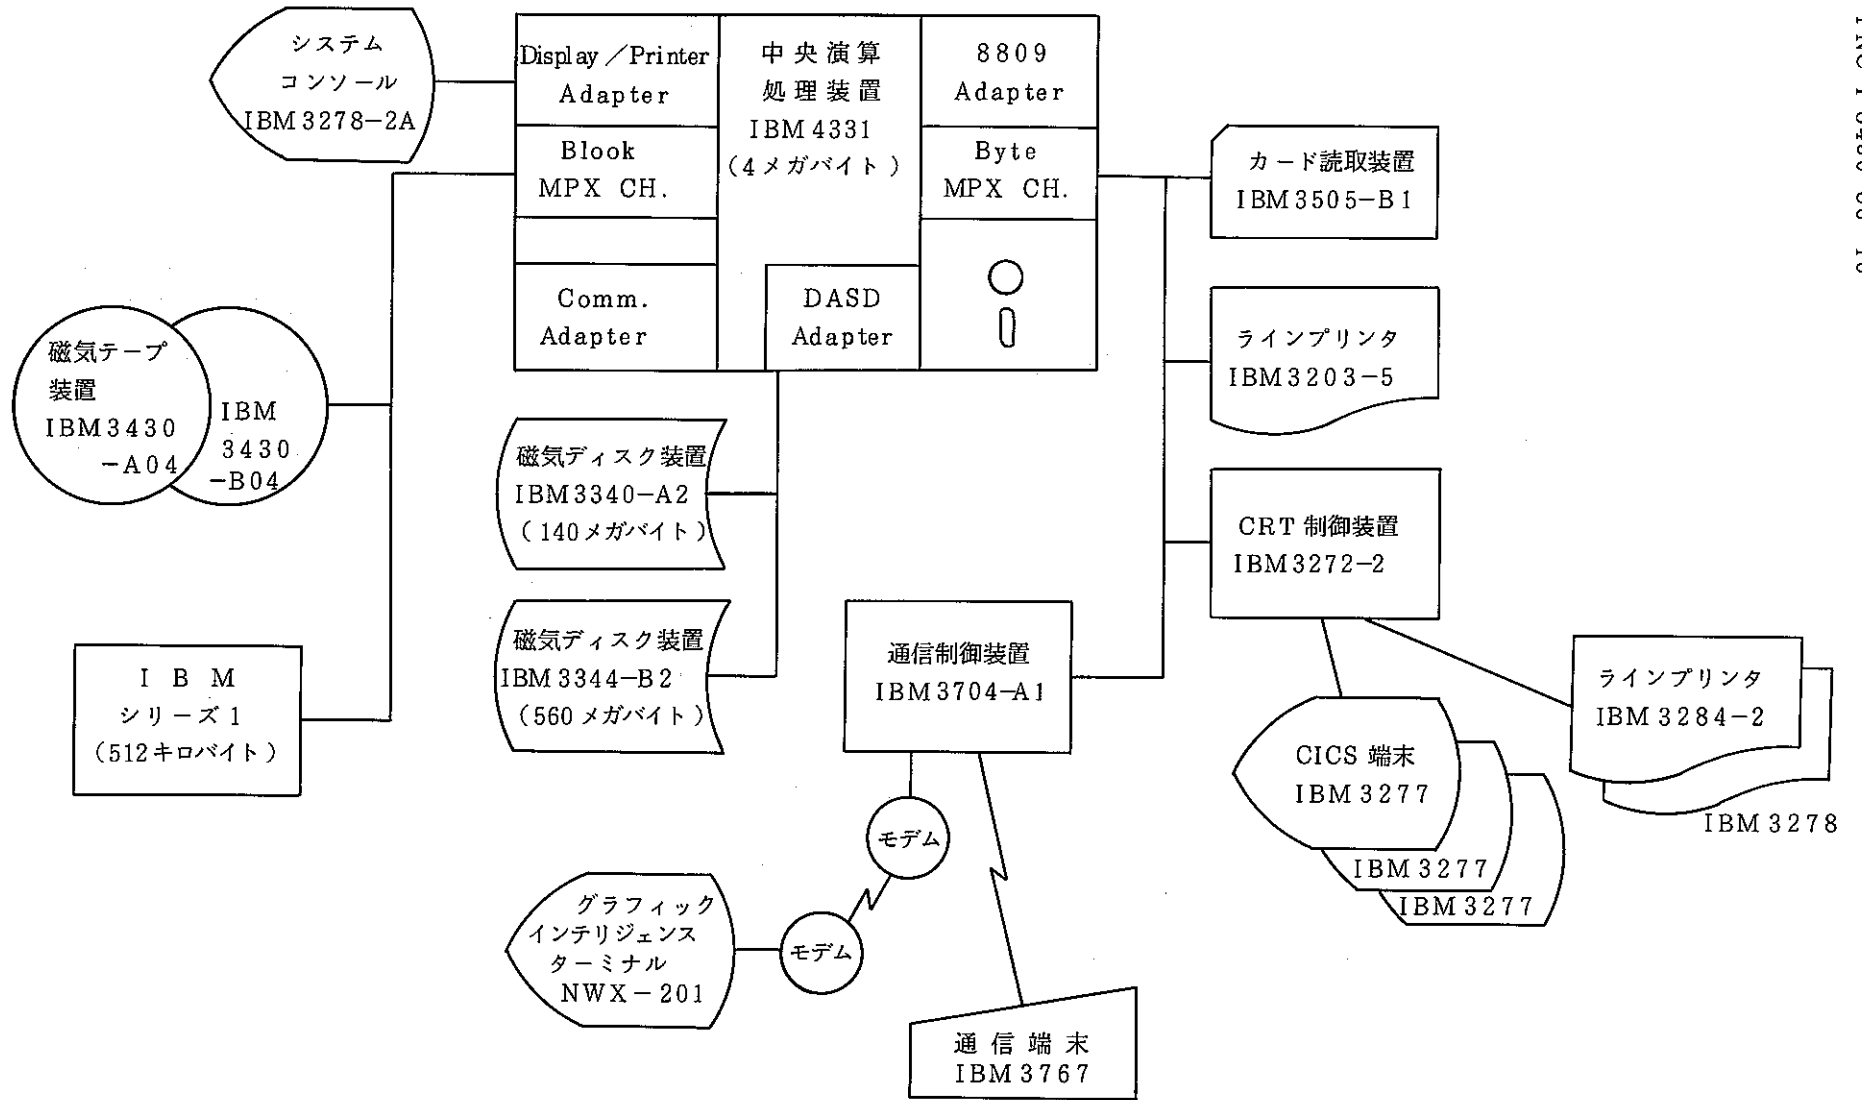 システム
コンソール
IBM3278-2A
Display／Printer
Adapter
Blook
MPX CH.
Comm.
Adapter
中央演算
処理装置
IBM4331
(4メガバイト)
DASD
Adapter
8809
Adapter
Byte
MPX CH.
カード読取装置
IBM3505-B1
ラインプリンタ
IBM3203-5
CRT 制御装置
IBM3272-2
磁気テープ
装置
IBM3430
-A04
IBM
3430
-B04
磁気ディスク装置
IBM3340-A2
(140メガバイト)
磁気ディスク装置
IBM3344-B2
(560メガバイト)
I B M
シリーズ1
(512キロバイト)
通信制御装置
IBM3704-A1
ラインプリンタ
IBM3284-2
IBM3278
CICS 端末
IBM3277
IBM3277
IBM3277
モデム
モデム
グラフィック
インテリジェンス
ターミナル
NWX-201
通信端末
IBM3767